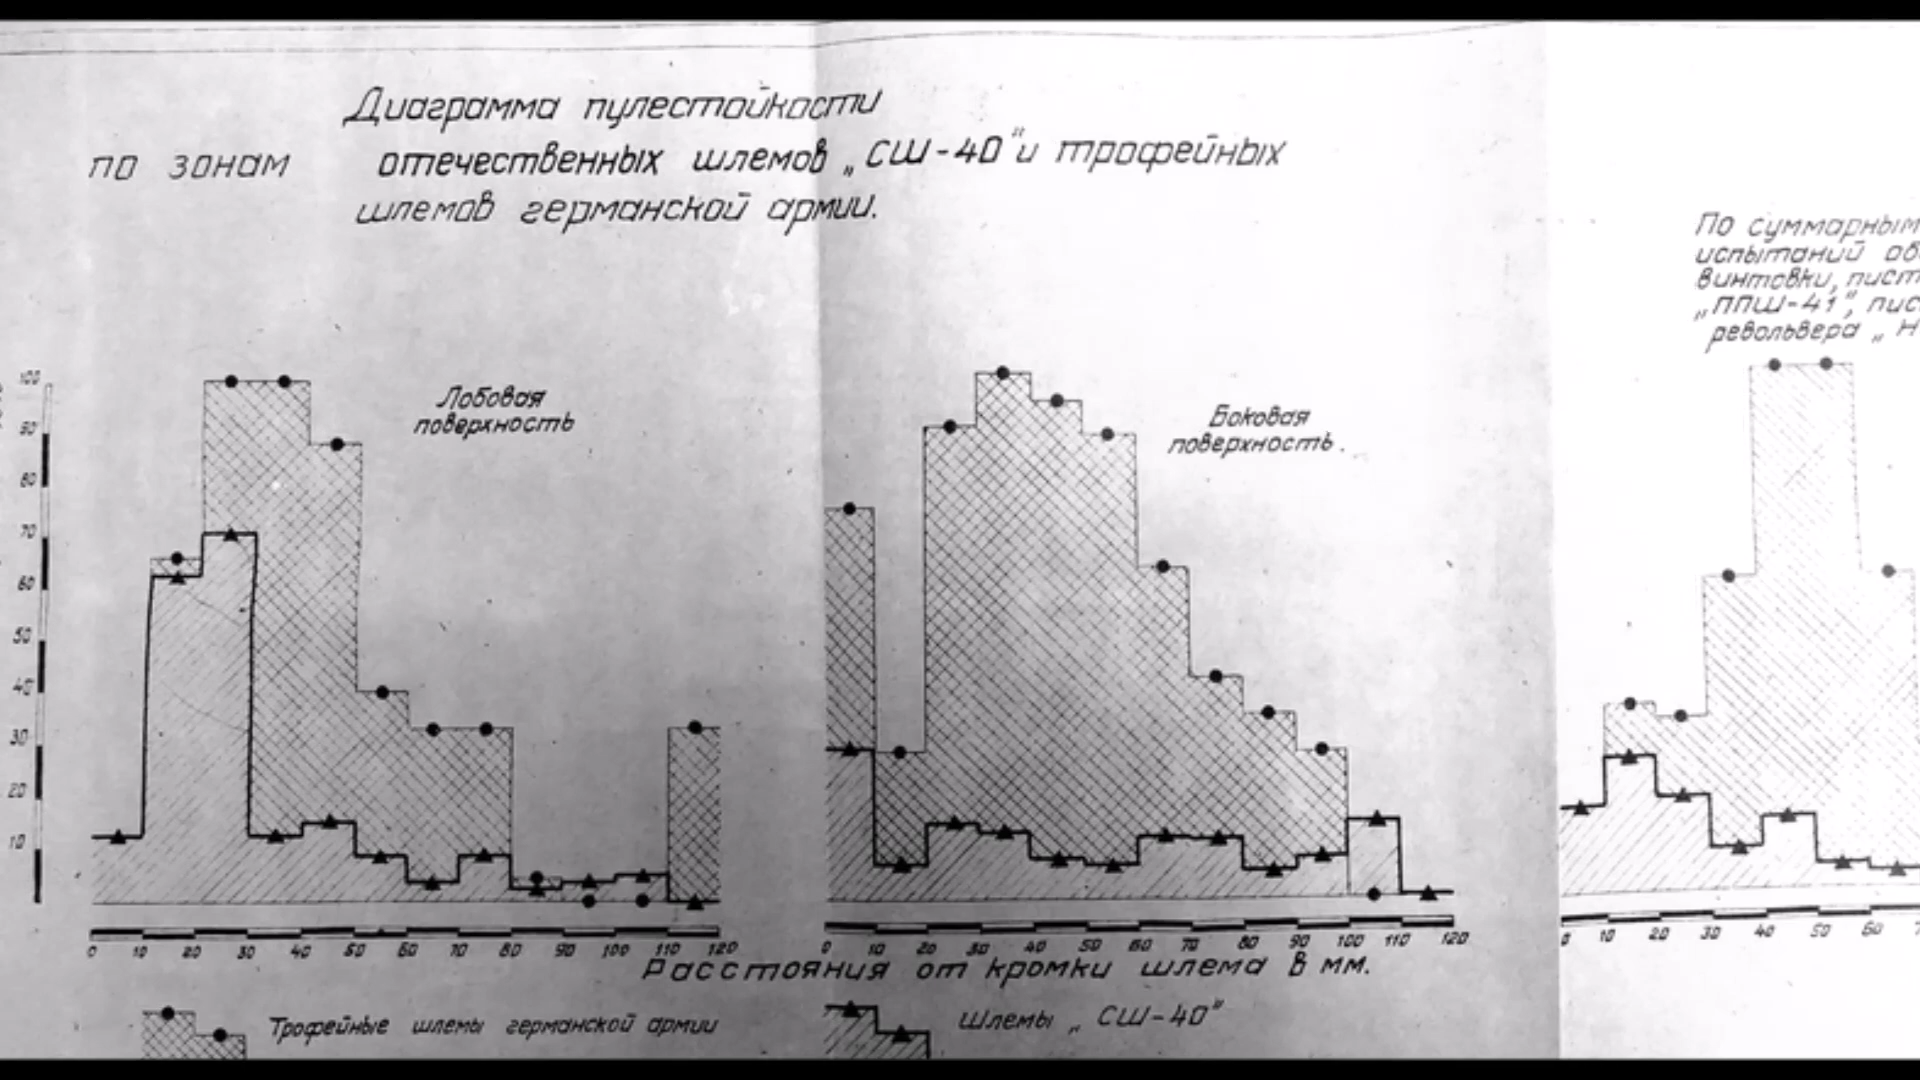 Диаграмма пулестойкости
по зонам отечественных шлемов „СШ-40" и трофейных
шлемов германской армии.
По суммарным
испытаний
винтовки,
„ППШ-41",
револьвера „
Лобовая
поверхность
Боковая
поверхность.
100
90
80
70
60
50
40
30
20
10
0 10 20 30 40 50 60 70 80 90 100 110 120
0 10 20 30 40 50 60 70 80 90 100 110 120
0 10 20 30 40 50 60
Расстояния от кромки шлема в мм.
Трофейные шлемы германской армии
Шлемы „СШ-40"